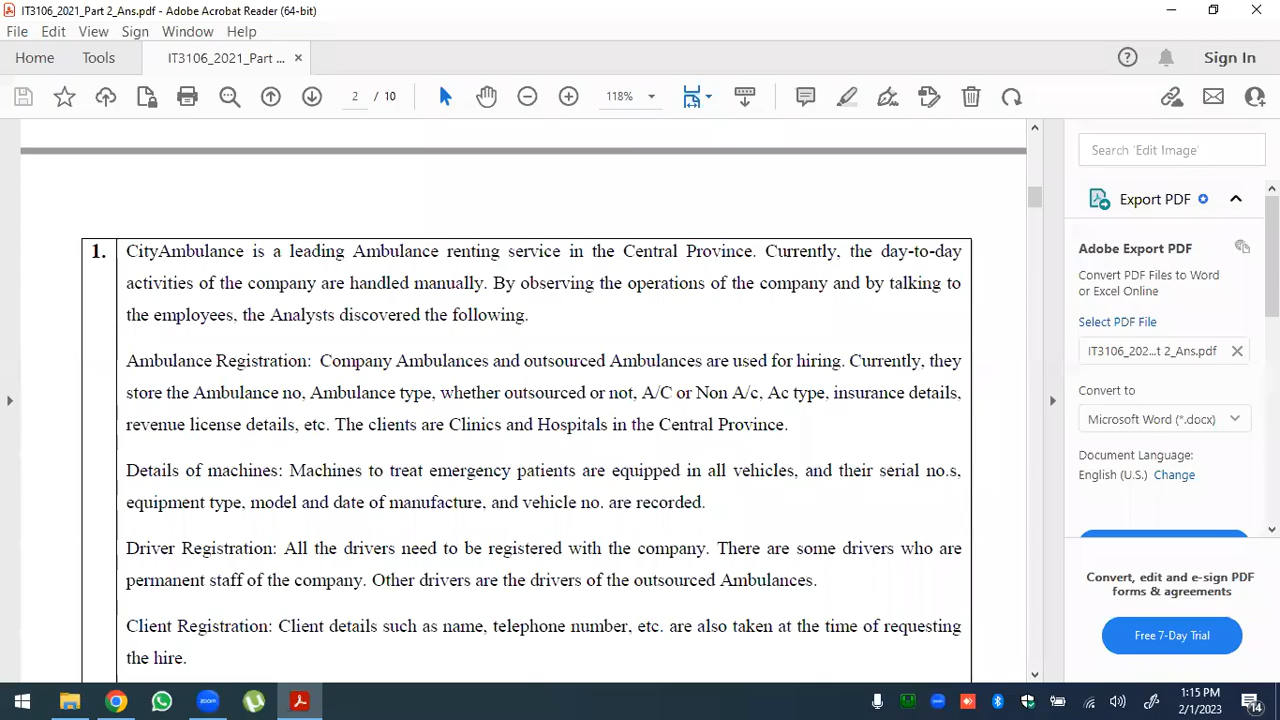 IT3106_2021_Part 2_Ans.pdf - Adobe Acrobat Reader (64-bit)
File Edit View Sign Window Help
Home Tools IT3106_2021_Part ... × Sign In
2 / 10 118%
Search 'Edit Image'
1. CityAmbulance is a leading Ambulance renting service in the Central Province. Currently, the day-to-day
activities of the company are handled manually. By observing the operations of the company and by talking to
the employees, the Analysts discovered the following.
Ambulance Registration: Company Ambulances and outsourced Ambulances are used for hiring. Currently, they
store the Ambulance no, Ambulance type, whether outsourced or not, A/C or Non A/c, Ac type, insurance details,
revenue license details, etc. The clients are Clinics and Hospitals in the Central Province.
Details of machines: Machines to treat emergency patients are equipped in all vehicles, and their serial no.s,
equipment type, model and date of manufacture, and vehicle no. are recorded.
Driver Registration: All the drivers need to be registered with the company. There are some drivers who are
permanent staff of the company. Other drivers are the drivers of the outsourced Ambulances.
Client Registration: Client details such as name, telephone number, etc. are also taken at the time of requesting
the hire.
Export PDF
Adobe Export PDF
Convert PDF Files to Word
or Excel Online
Select PDF File
IT3106_202...t 2_Ans.pdf
Convert to
Microsoft Word (*.docx)
Document Language:
English (U.S.) Change
Convert, edit and e-sign PDF
forms & agreements
Free 7-Day Trial
zoom
1:15 PM
2/1/2023
14